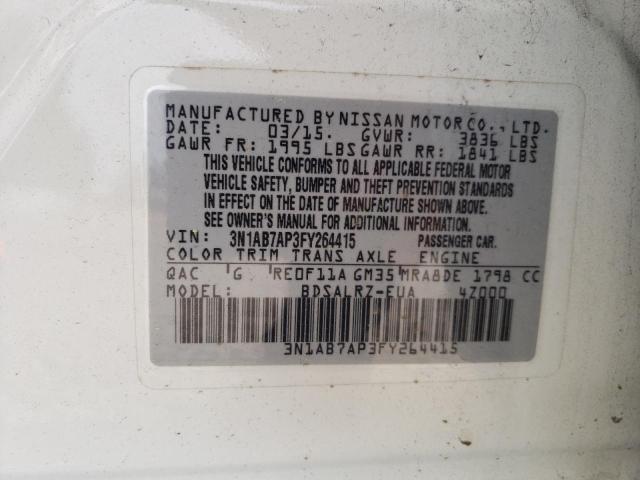 MANUFACTURED BY NISSAN MOTOR CO., LTD.
DATE: 03/15. GVWR: 3836 LBS
GAWR FR: 1995 LBS GAWR RR: 1841 LBS
THIS VEHICLE CONFORMS TO ALL APPLICABLE FEDERAL MOTOR
VEHICLE SAFETY, BUMPER AND THEFT PREVENTION STANDARDS
IN EFFECT ON THE DATE OF MANUFACTURE SHOWN ABOVE.
SEE OWNER'S MANUAL FOR ADDITIONAL INFORMATION.
VIN: 3N1AB7AP3FY264415 PASSENGER CAR.
COLOR TRIM TRANS AXLE ENGINE
QAC G RE0F11A GM35 MRA8DE 1798 CC
MODEL: BDSALRZ-EUA 4Z000
3N1AB7AP3FY264415